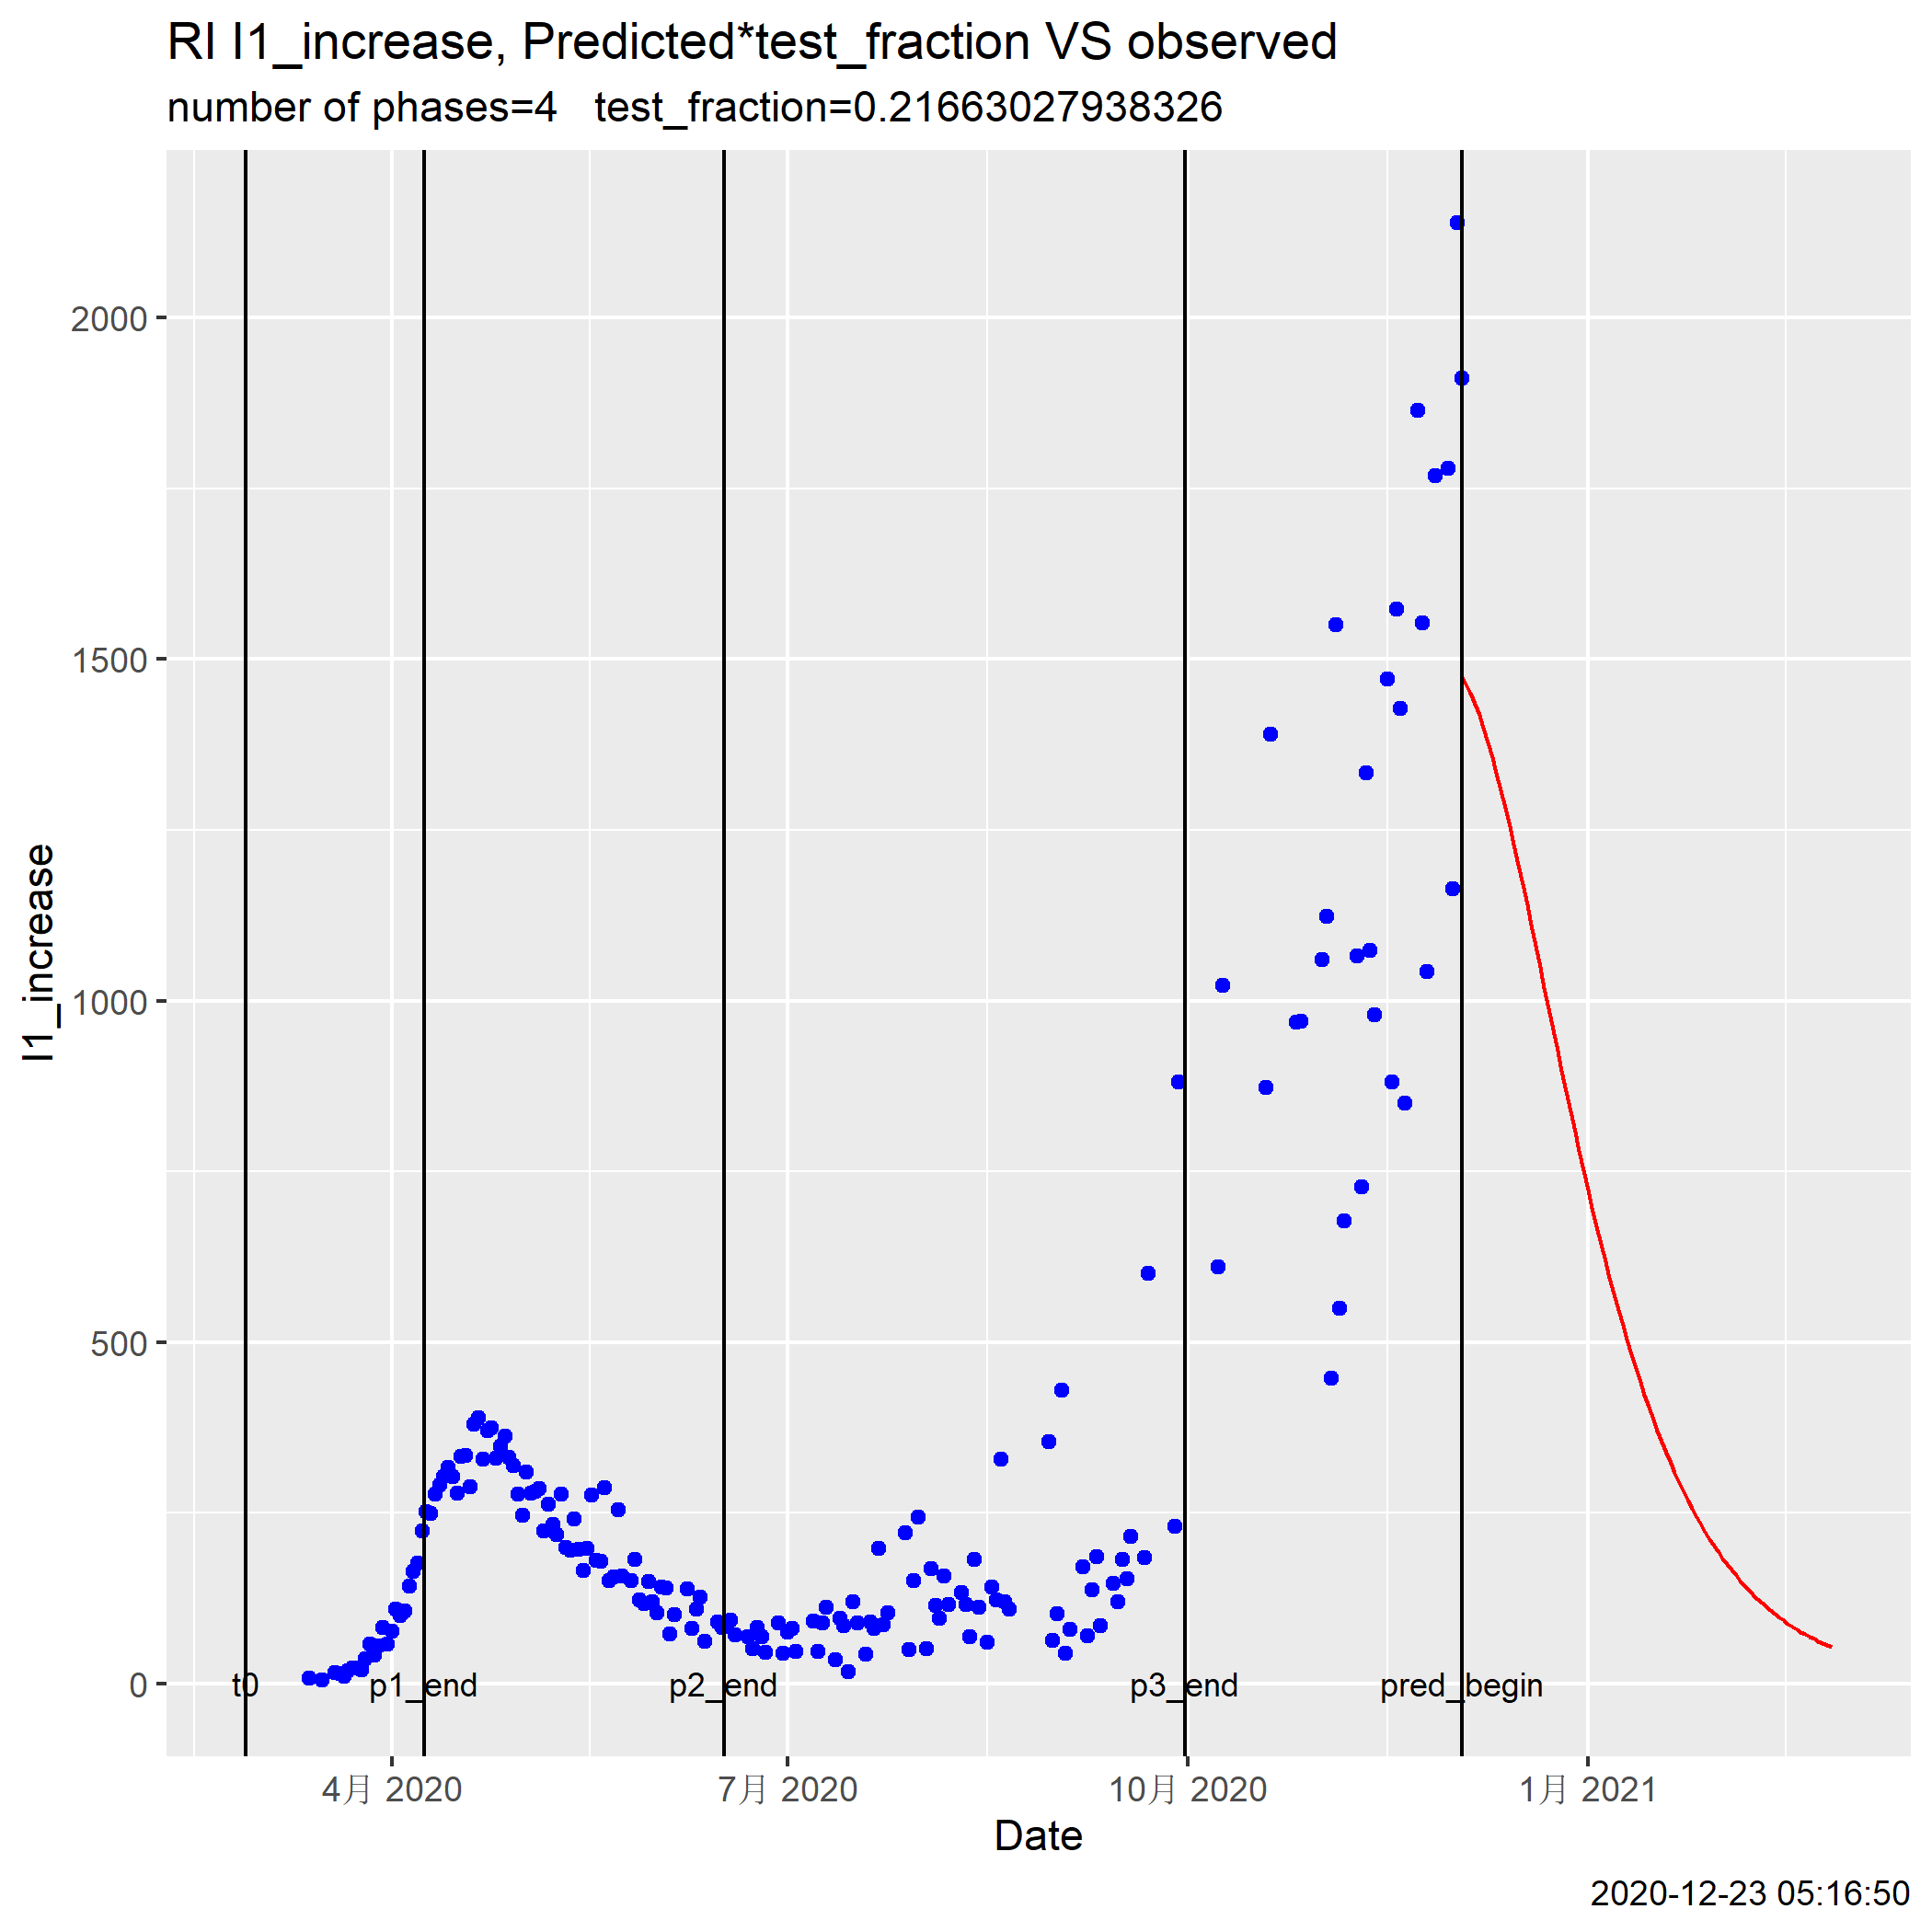 RI I1_increase, Predicted*test_fraction VS observed
number of phases=4   test_fraction=0.21663027938326
I1_increase
2000
1500
1000
500
0
t0
p1_end
p2_end
p3_end
pred_begin
4月 2020
7月 2020
10月 2020
1月 2021
Date
2020-12-23 05:16:50